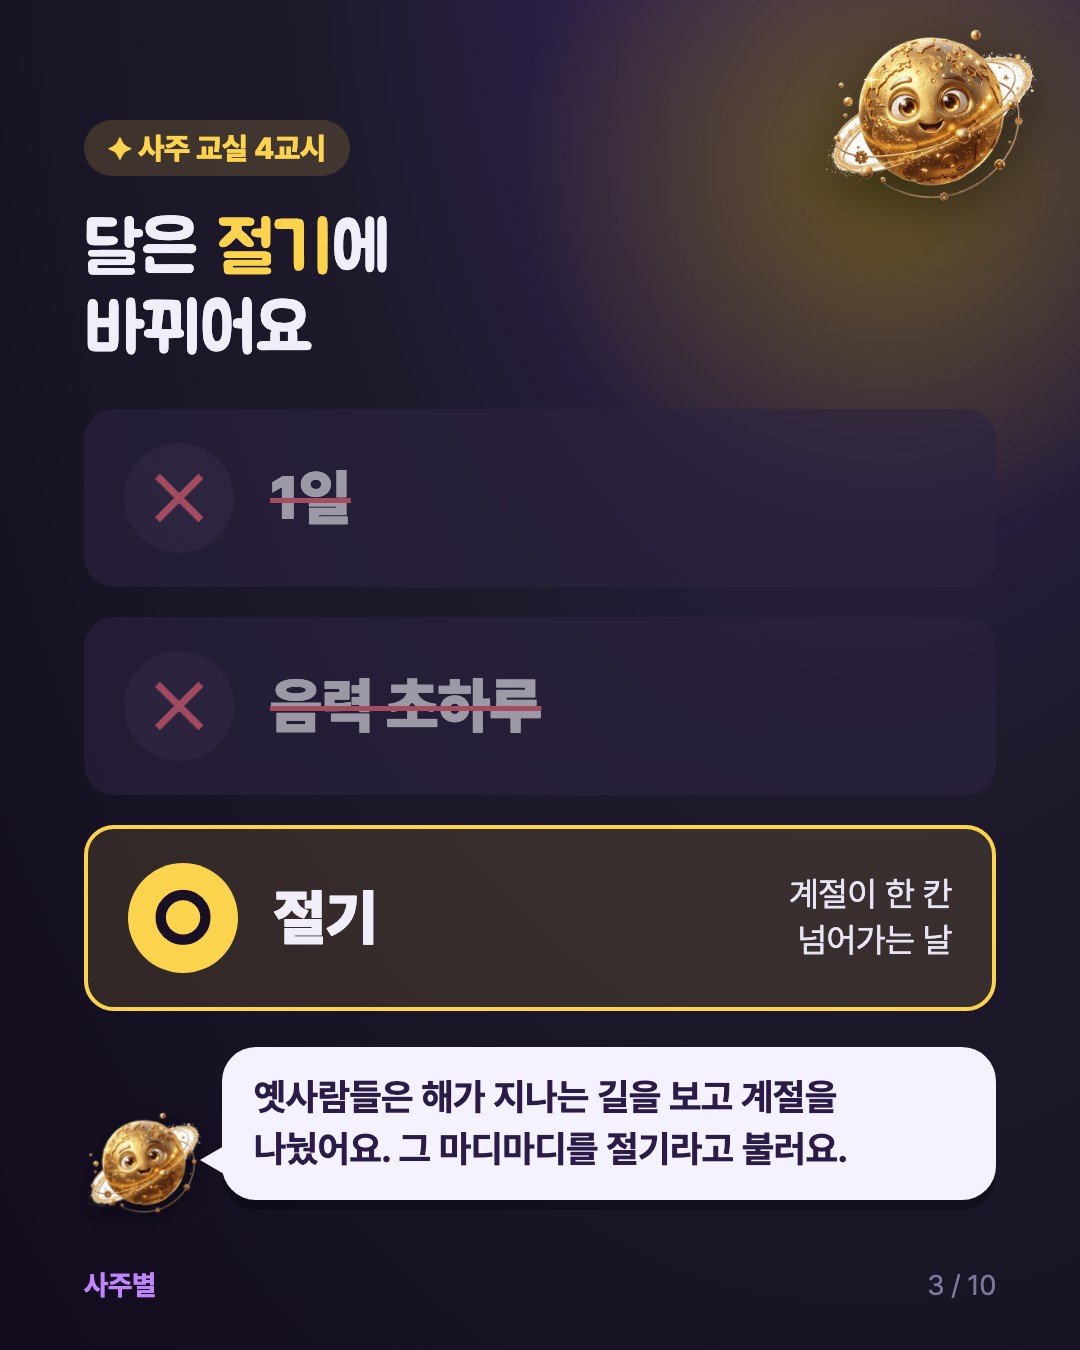 ✦ 사주 교실 4교시
달은 절기에
바뀌어요
1일
음력 초하루
절기
계절이 한 칸
넘어가는 날
옛사람들은 해가 지나는 길을 보고 계절을
나눴어요. 그 마디마디를 절기라고 불러요.
사주별
3 / 10